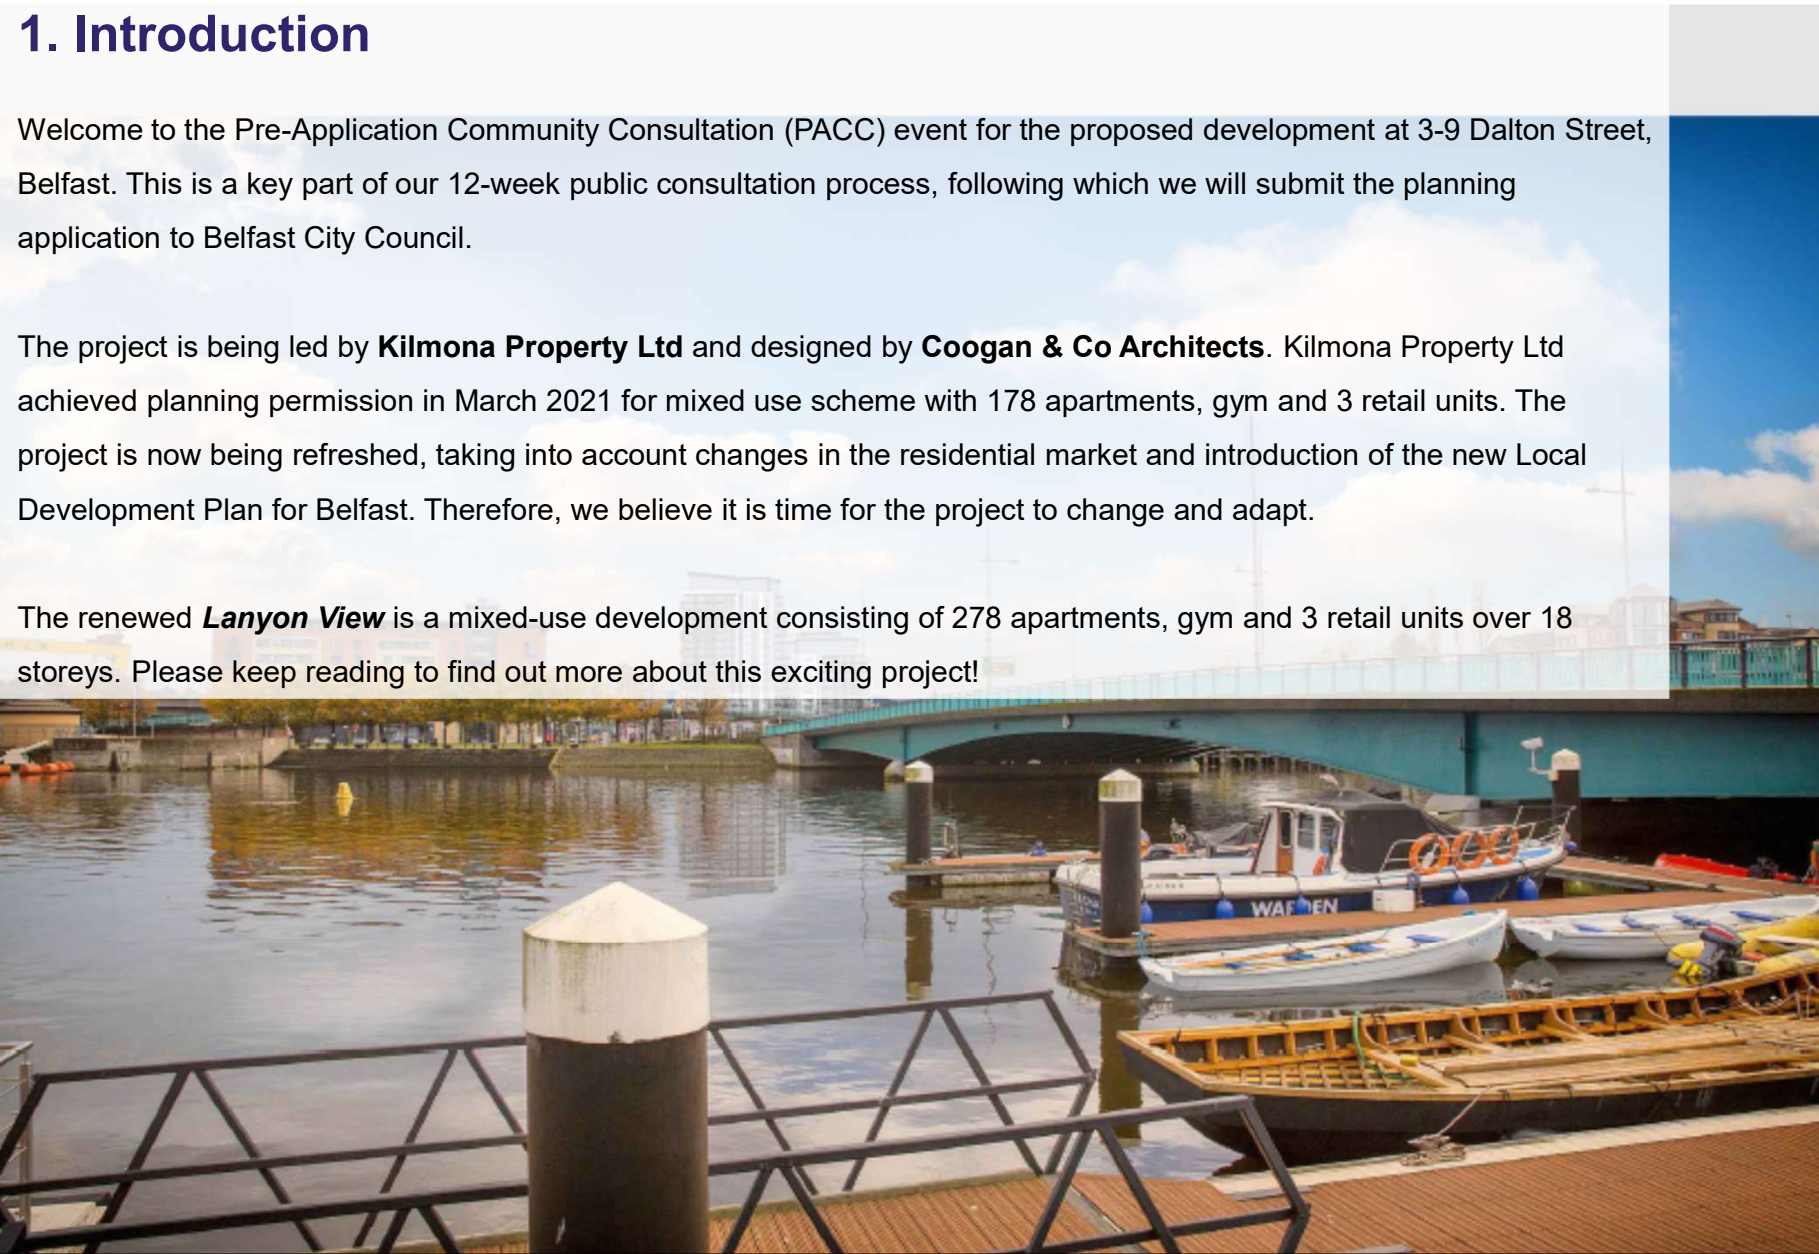 1. Introduction
Welcome to the Pre-Application Community Consultation (PACC) event for the proposed development at 3-9 Dalton Street,
Belfast. This is a key part of our 12-week public consultation process, following which we will submit the planning
application to Belfast City Council.
The project is being led by Kilmona Property Ltd and designed by Coogan & Co Architects. Kilmona Property Ltd
achieved planning permission in March 2021 for mixed use scheme with 178 apartments, gym and 3 retail units. The
project is now being refreshed, taking into account changes in the residential market and introduction of the new Local
Development Plan for Belfast. Therefore, we believe it is time for the project to change and adapt.
The renewed Lanyon View is a mixed-use development consisting of 278 apartments, gym and 3 retail units over 18
storeys. Please keep reading to find out more about this exciting project!
WARDEN